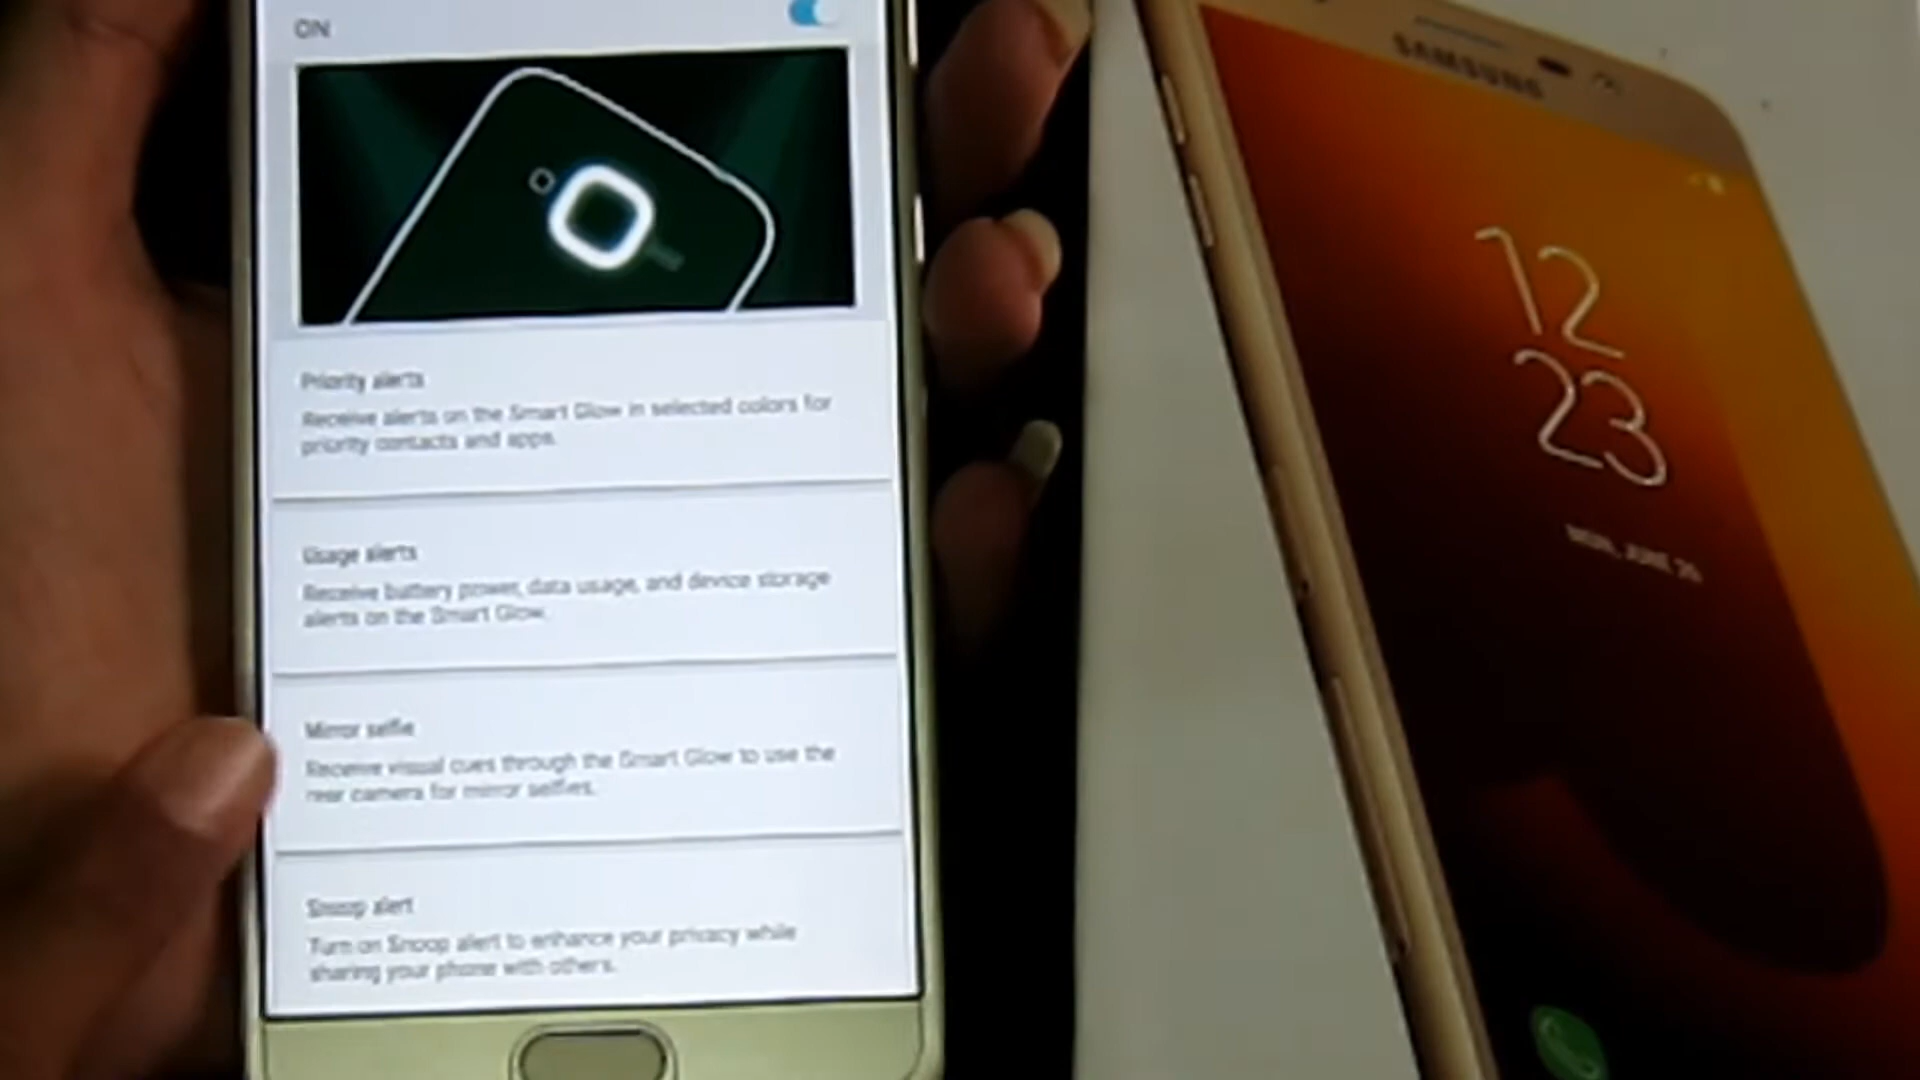 ON
Priority alerts
Receive alerts on the Smart Glow in selected colors for
priority contacts and apps.
Usage alerts
Receive battery power, data usage, and device storage
alerts on the Smart Glow.
Mirror selfie
Receive visual cues through the Smart Glow to use the
rear camera for mirror selfies.
Snoop alert
Turn on Snoop alert to enhance your privacy while
sharing your phone with others.
SAMSUNG
12
23
MON, JUNE